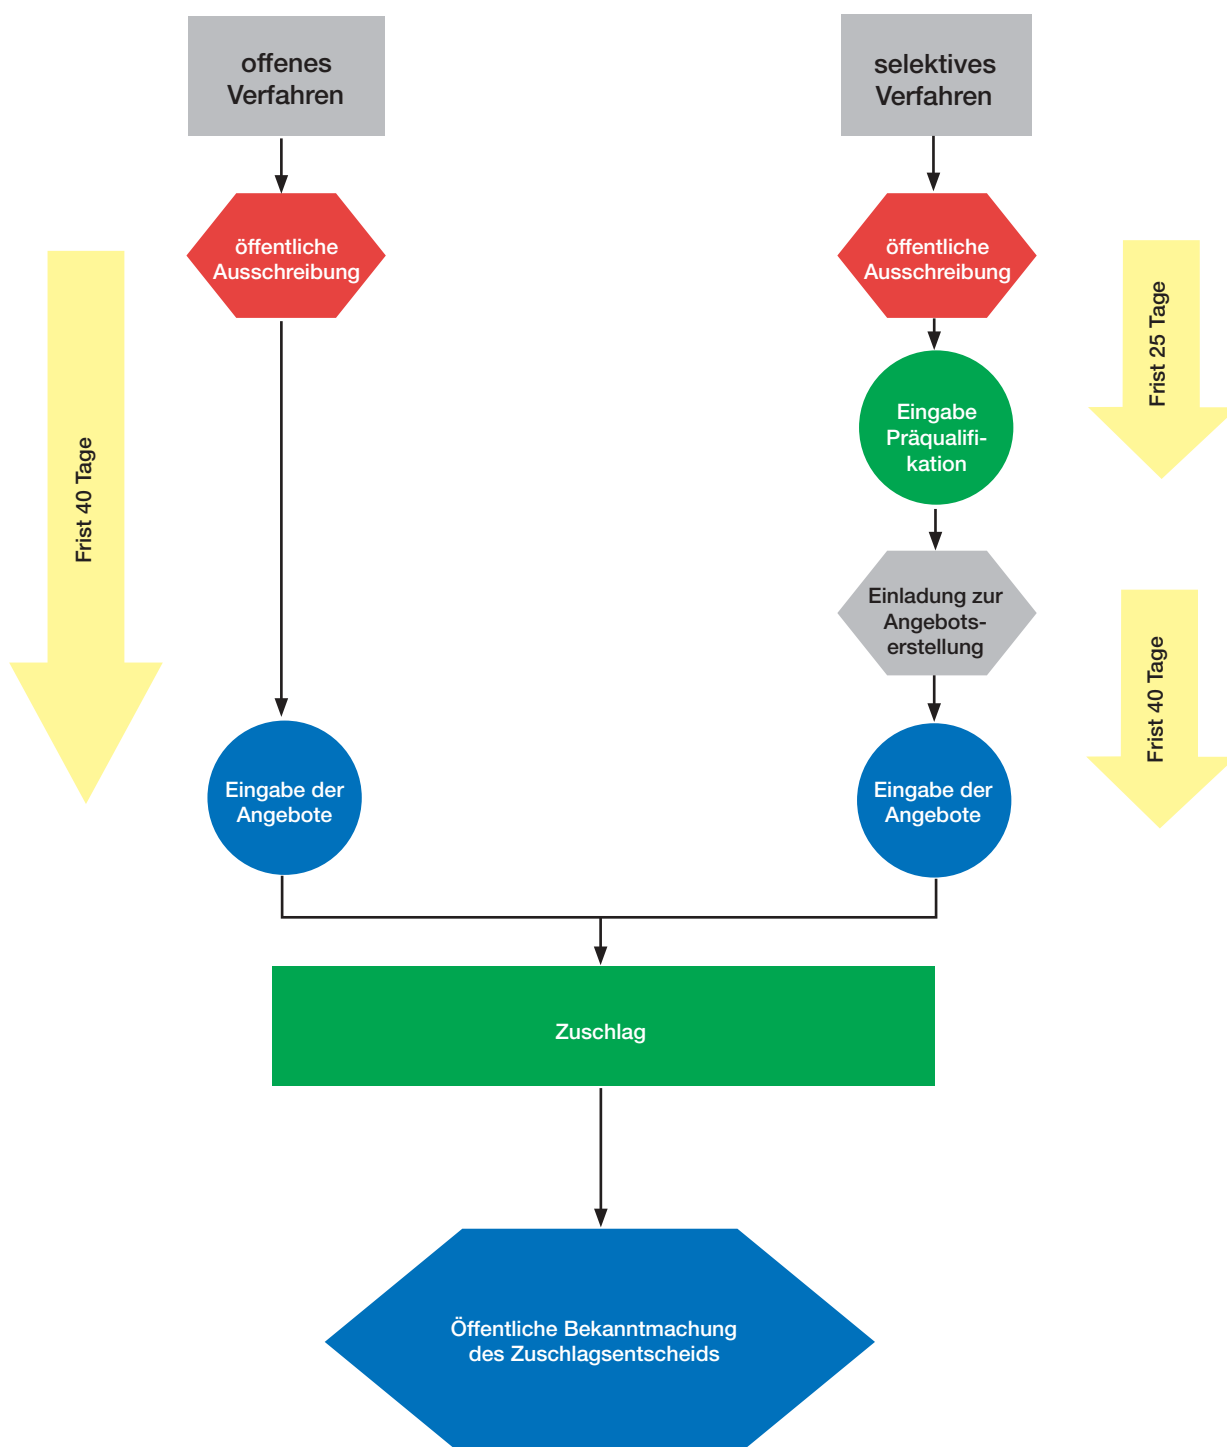 offenes
Verfahren
selektives
Verfahren
öffentliche
Ausschreibung
öffentliche
Ausschreibung
Frist 25 Tage
Eingabe
Präqualifi-
kation
Frist 40 Tage
Einladung zur
Angebots-
erstellung
Frist 40 Tage
Eingabe der
Angebote
Eingabe der
Angebote
Zuschlag
Öffentliche Bekanntmachung
des Zuschlagsentscheids